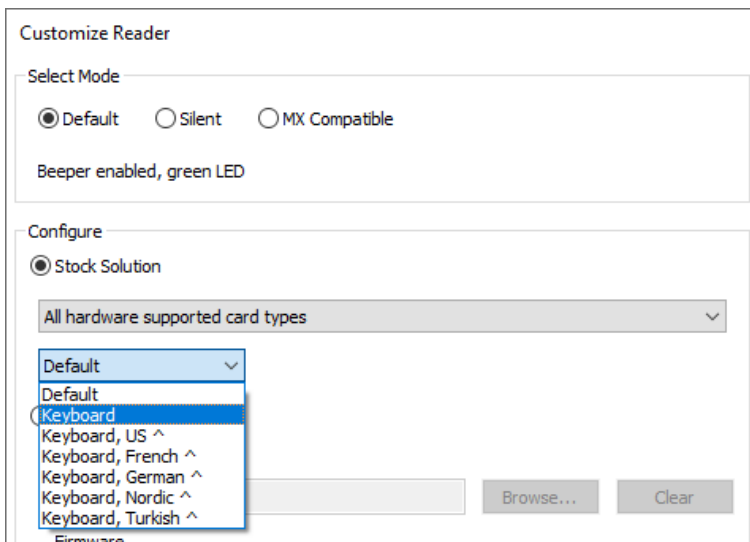 Customize Reader
Select Mode
Default Silent MX Compatible
Beeper enabled, green LED
Configure
Stock Solution
All hardware supported card types
Default
Default
Keyboard
Keyboard, US ^
Keyboard, French ^
Keyboard, German ^
Keyboard, Nordic ^
Browse... Clear
Keyboard, Turkish ^
Firmware